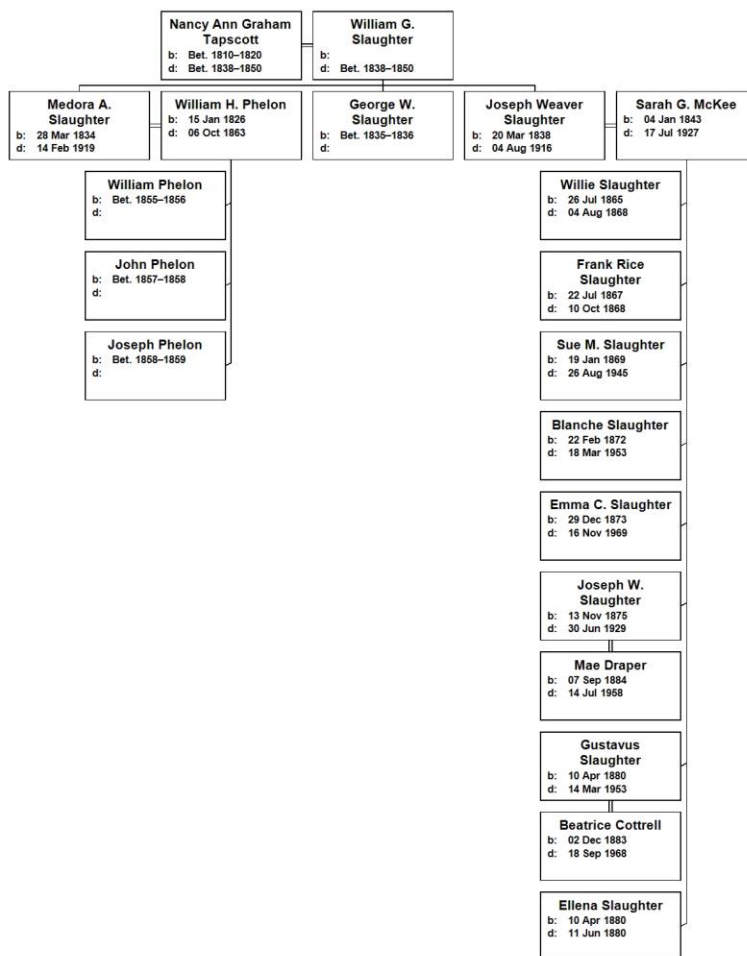 Nancy Ann Graham
Tapscott
b: Bet. 1810–1820
d: Bet. 1838–1850
William G.
Slaughter
b:
d: Bet. 1838–1850
Medora A.
Slaughter
b: 28 Mar 1834
d: 14 Feb 1919
William H. Phelon
b: 15 Jan 1826
d: 06 Oct 1863
George W.
Slaughter
b: Bet. 1835–1836
d:
Joseph Weaver
Slaughter
b: 20 Mar 1838
d: 04 Aug 1916
Sarah G. McKee
b: 04 Jan 1843
d: 17 Jul 1927
William Phelon
b: Bet. 1855–1856
d:
John Phelon
b: Bet. 1857–1858
d:
Joseph Phelon
b: Bet. 1858–1859
d:
Willie Slaughter
b: 26 Jul 1865
d: 04 Aug 1868
Frank Rice
Slaughter
b: 22 Jul 1867
d: 10 Oct 1868
Sue M. Slaughter
b: 19 Jan 1869
d: 26 Aug 1945
Blanche Slaughter
b: 22 Feb 1872
d: 18 Mar 1953
Emma C. Slaughter
b: 29 Dec 1873
d: 16 Nov 1969
Joseph W.
Slaughter
b: 13 Nov 1875
d: 30 Jun 1929
Mae Draper
b: 07 Sep 1884
d: 14 Jul 1958
Gustavus
Slaughter
b: 10 Apr 1880
d: 14 Mar 1953
Beatrice Cottrell
b: 02 Dec 1883
d: 18 Sep 1968
Ellena Slaughter
b: 10 Apr 1880
d: 11 Jun 1880